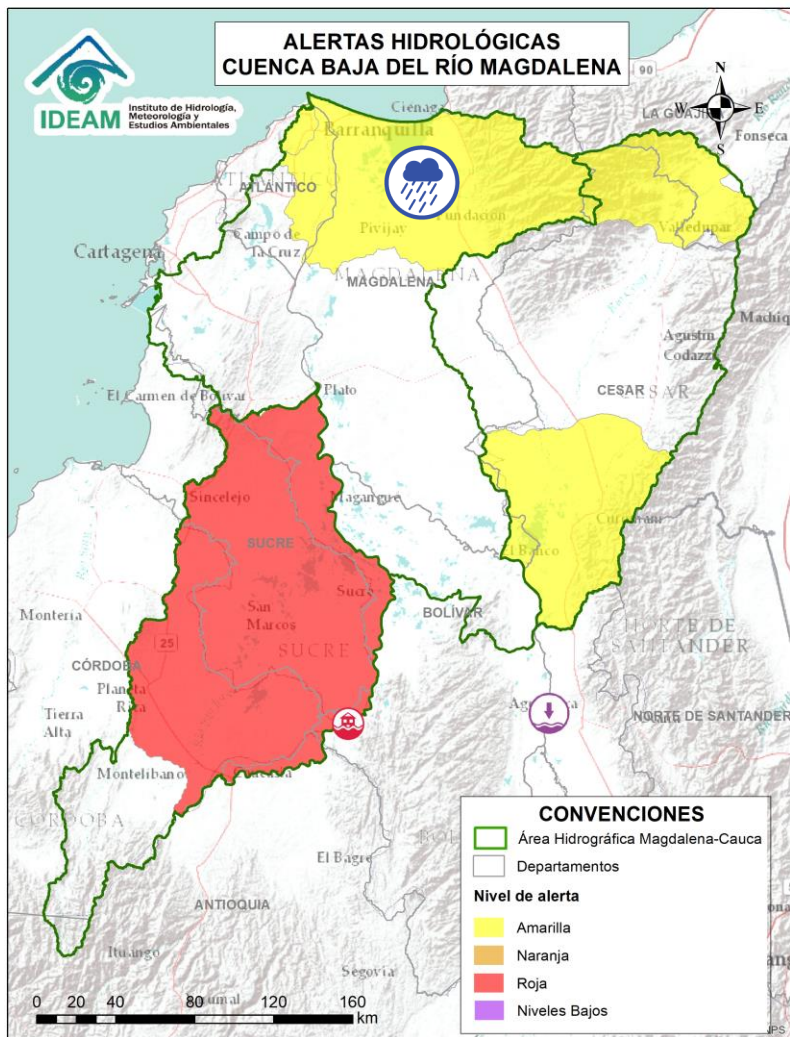 ALERTAS HIDROLÓGICAS
CUENCA BAJA DEL RÍO MAGDALENA
IDEAM
Instituto de Hidrología,
Meteorología y
Estudios Ambientales
N
W
E
S
90
Ciénaga
LA GUAJIRA
Fonseca
Barranquilla
ATLÁNTICO
Pivijay
Fundación
Valledupar
Cartagena
Campo de
la Cruz
MAGDALENA
MAGDALENA
Agustín
Codazzi
CESAR
CESAR
El Carmen de Bolívar
Plato
Sincelejo
Magangué
SUCRE
El Banco
Sucre
BOLÍVAR
Montería
San
Marcos
SUCRE
NORTE DE
SANTANDER
25
CÓRDOBA
Planeta
Rica
Tierra
Alta
NORTE DE SANTANDER
Montelíbano
CÓRDOBA
El Bagre
ANTIOQUIA
Ituango
Segovia
CONVENCIONES
Área Hidrográfica Magdalena-Cauca
Departamentos
Nivel de alerta
Amarilla
Naranja
Roja
Niveles Bajos
0 20 40 80 120 160
km